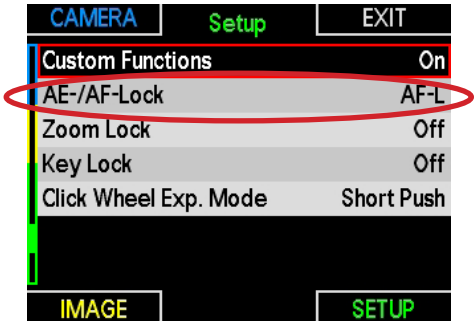 CAMERA Setup EXIT
Custom Functions On
AE-/AF-Lock AF-L
Zoom Lock Off
Key Lock Off
Click Wheel Exp. Mode Short Push
IMAGE SETUP